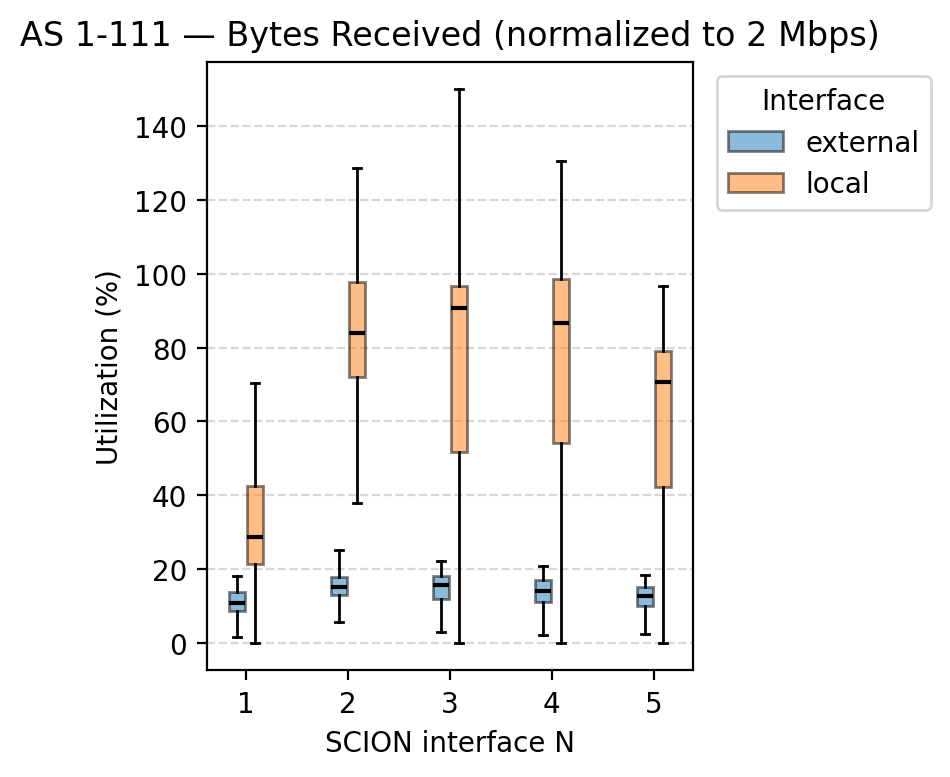 AS 1-111 — Bytes Received (normalized to 2 Mbps)
Interface
external
local
Utilization (%)
140
120
100
80
60
40
20
0
1 2 3 4 5
SCION interface N